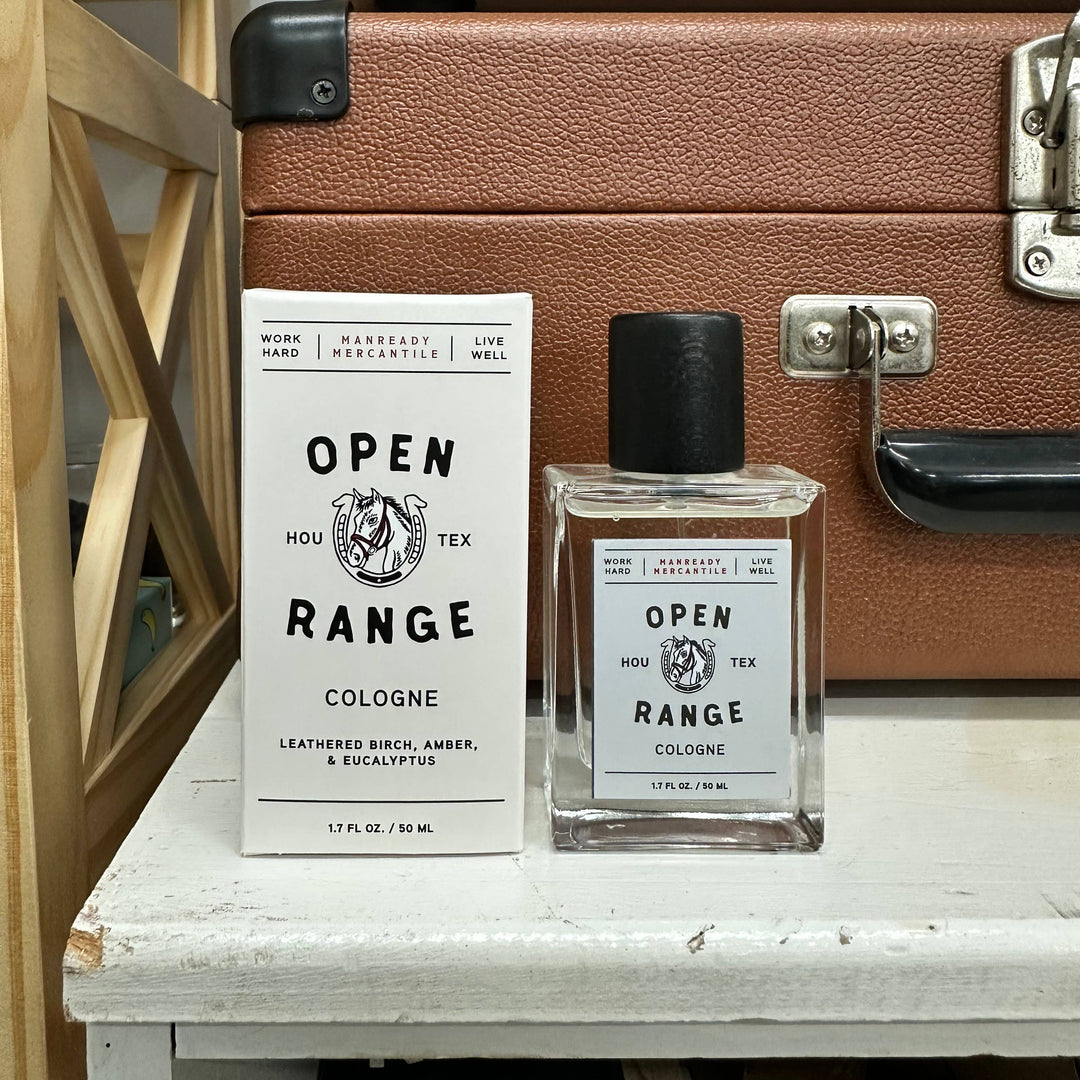 WORK HARD | MANREADY MERCANTILE | LIVE WELL
OPEN
HOU TEX
RANGE
COLOGNE
LEATHERED BIRCH, AMBER,
& EUCALYPTUS
1.7 FL OZ. / 50 ML
WORK HARD | MANREADY MERCANTILE | LIVE WELL
OPEN
HOU TEX
RANGE
COLOGNE
1.7 FL OZ. / 50 ML